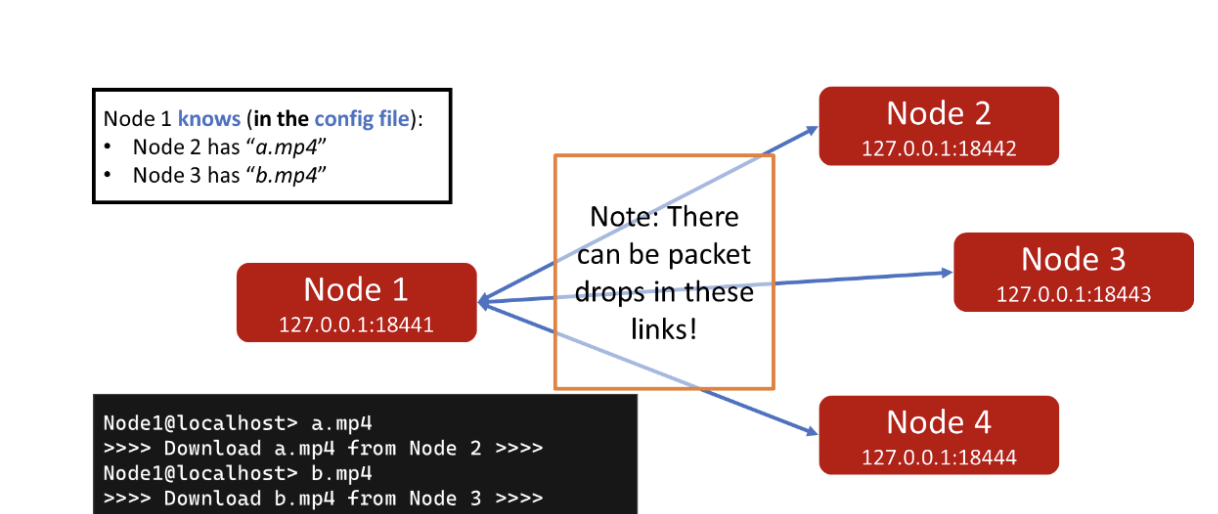 Node 1 knows (in the config file):
• Node 2 has “a.mp4”
• Node 3 has “b.mp4”
Node 2
127.0.0.1:18442
Note: There
can be packet
drops in these
links!
Node 3
127.0.0.1:18443
Node 1
127.0.0.1:18441
Node 4
127.0.0.1:18444
Node1@localhost> a.mp4
>>>> Download a.mp4 from Node 2 >>>>
Node1@localhost> b.mp4
>>>> Download b.mp4 from Node 3 >>>>